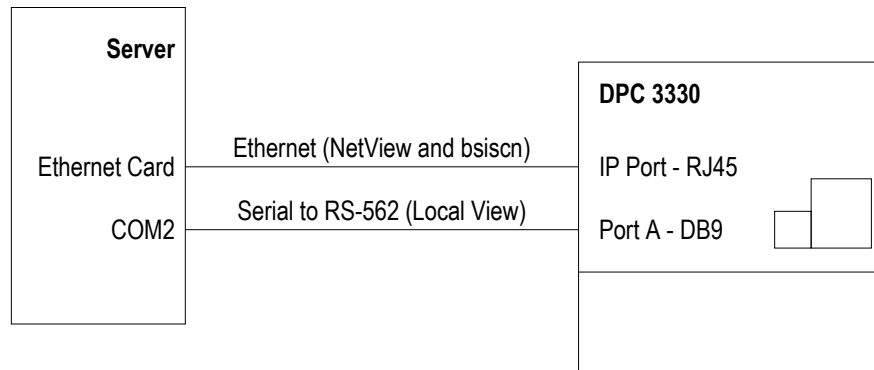 Server
DPC 3330
Ethernet Card
Ethernet (NetView and bsiscn)
IP Port - RJ45
COM2
Serial to RS-562 (Local View)
Port A - DB9